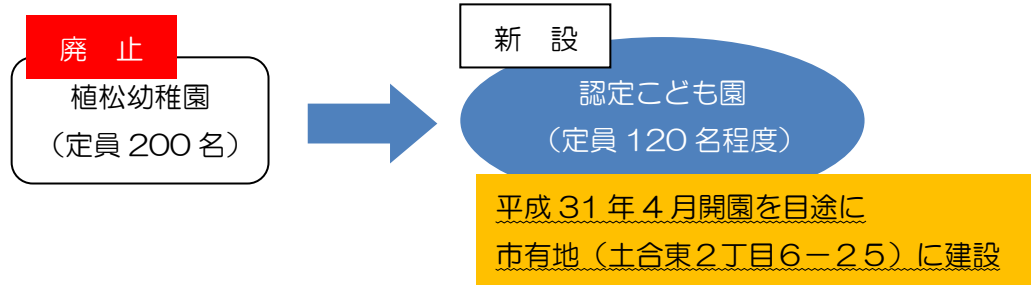 廃　止
植松幼稚園
（定員 200 名）
新　設
認定こども園
（定員 120 名程度）
平成 31 年 4 月開園を目途に
市有地（土合東２丁目６－２５）に建設